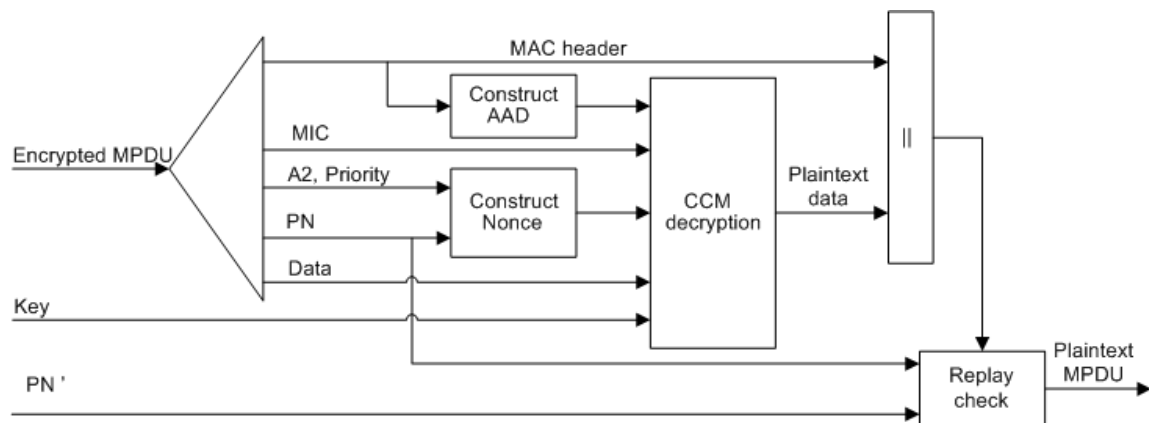 MAC header
Construct
AAD
MIC
Encrypted MPDU
A2, Priority
Construct
Nonce
PN
Data
Key
PN '
CCM
decryption
Plaintext
data
||
Replay
check
Plaintext
MPDU